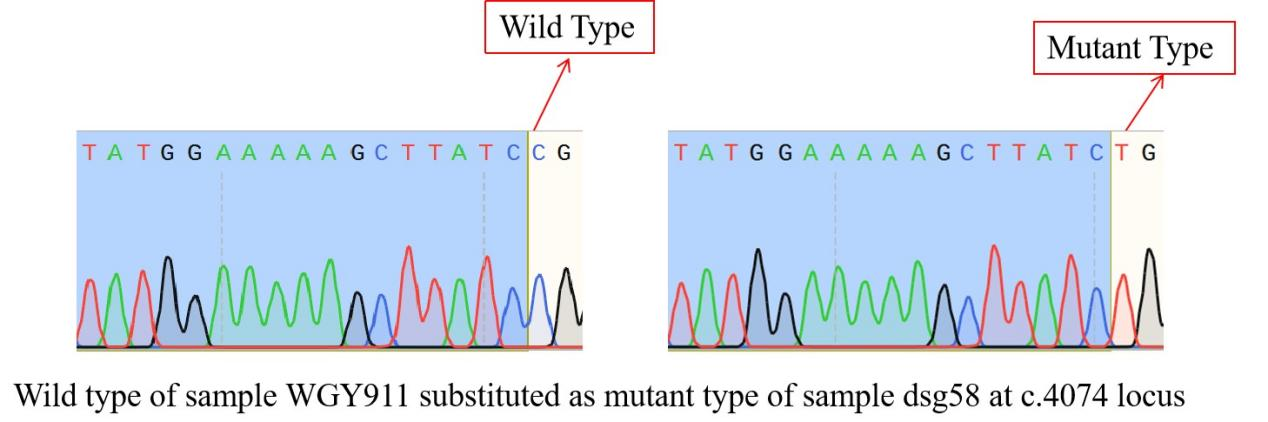 Wild Type
Mutant Type
T A T G G A A A A A G C T T A T C C G
T A T G G A A A A A G C T T A T C T G
Wild type of sample WGY911 substituted as mutant type of sample dsg58 at c.4074 locus